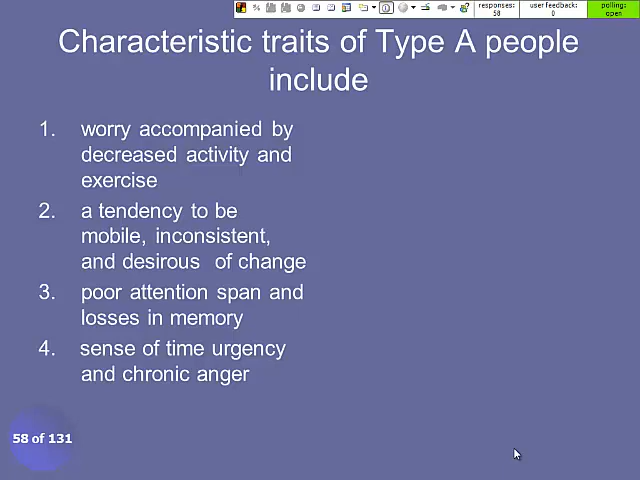 responses: user feedback: polling:
58 0 open
Characteristic traits of Type A people
include
1. worry accompanied by
decreased activity and
exercise
2. a tendency to be
mobile, inconsistent,
and desirous of change
3. poor attention span and
losses in memory
4. sense of time urgency
and chronic anger
58 of 131